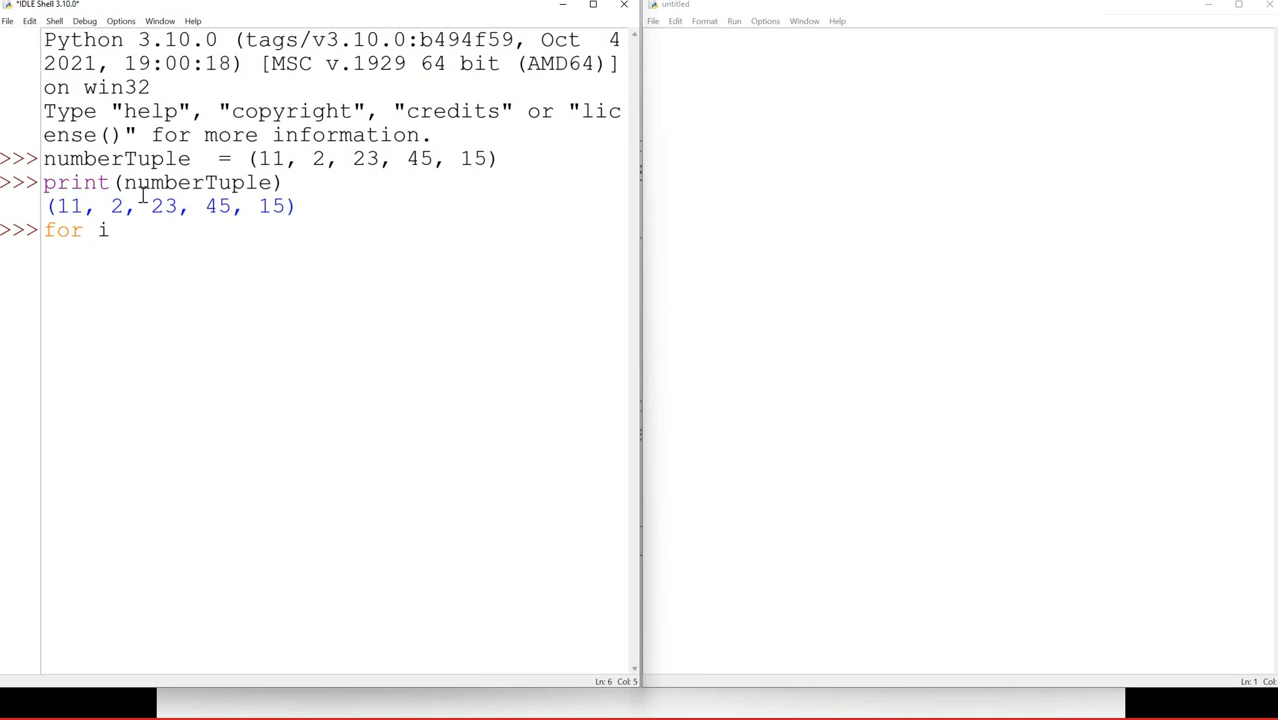 *IDLE Shell 3.10.0*
File Edit Shell Debug Options Window Help
Python 3.10.0 (tags/v3.10.0:b494f59, Oct  4
2021, 19:00:18) [MSC v.1929 64 bit (AMD64)]
on win32
Type "help", "copyright", "credits" or "lic
ense()" for more information.
>>> numberTuple  = (11, 2, 23, 45, 15)
>>> print(numberTuple)
(11, 2, 23, 45, 15)
>>> for i
Ln: 6 Col: 5
untitled
File Edit Format Run Options Window Help
Ln: 1 Col: